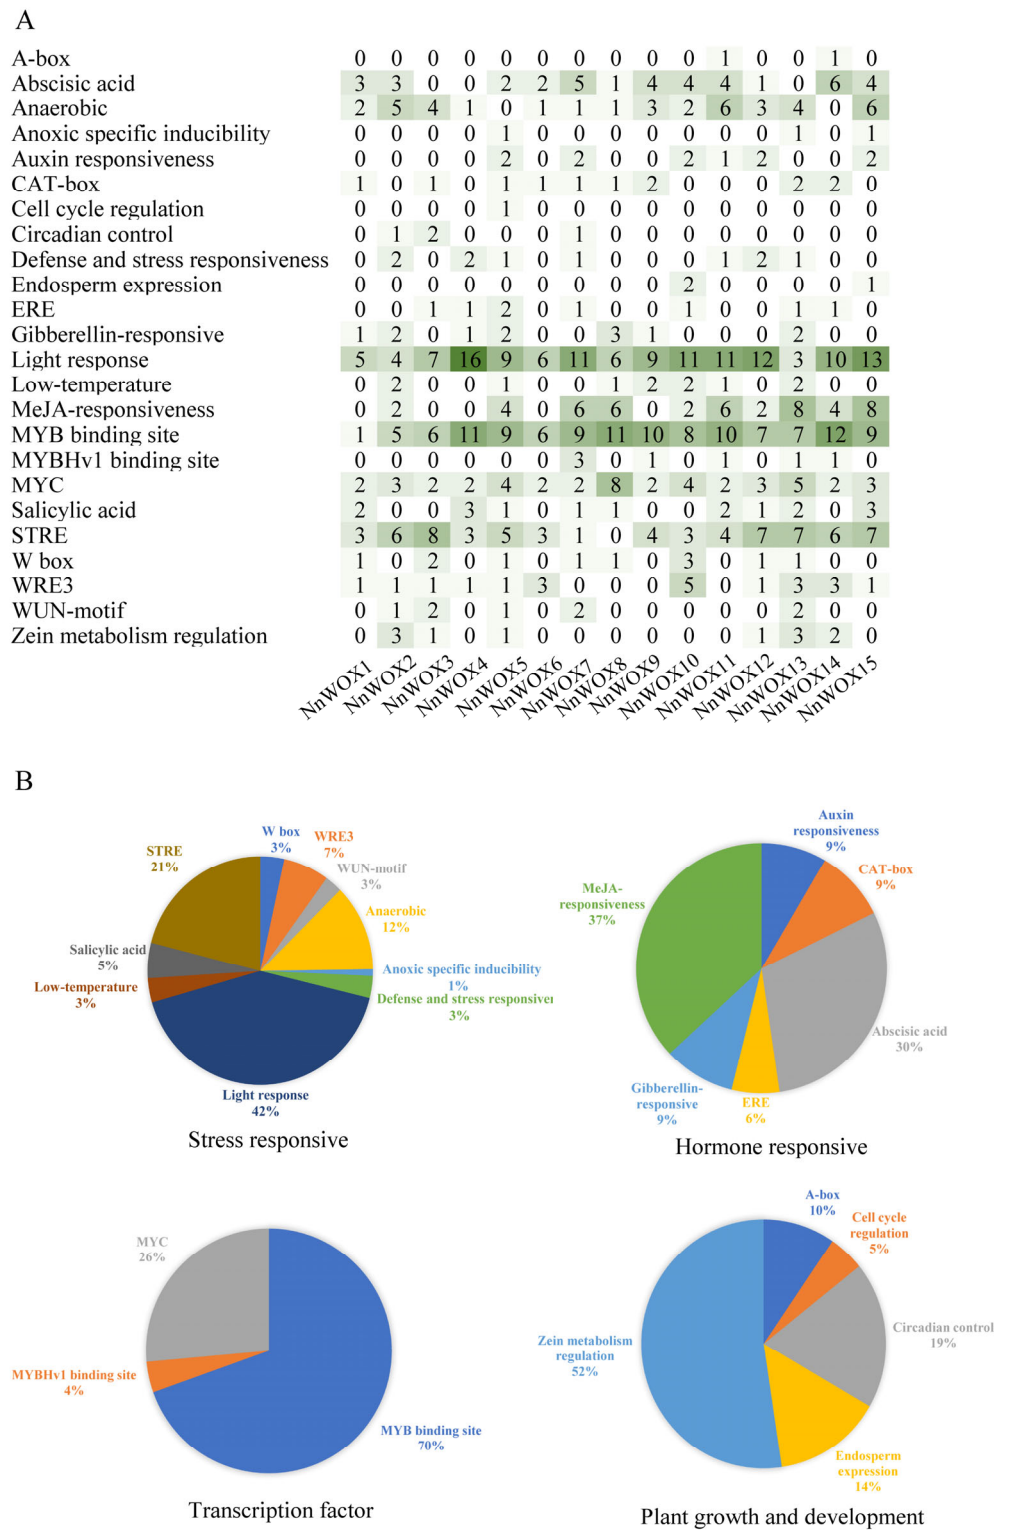 A
A-box 0 0 0 0 0 0 0 0 0 0 1 0 0 1 0
Abscisic acid 3 3 0 0 2 2 5 1 4 4 4 1 0 6 4
Anaerobic 2 5 4 1 0 1 1 1 3 2 6 3 4 0 6
Anoxic specific inducibility 0 0 0 0 1 0 0 0 0 0 0 0 1 0 1
Auxin responsiveness 0 0 0 0 2 0 2 0 0 2 1 2 0 0 2
CAT-box 1 0 1 0 1 1 1 1 2 0 0 0 2 2 0
Cell cycle regulation 0 0 0 0 1 0 0 0 0 0 0 0 0 0 0
Circadian control 0 1 2 0 0 0 1 0 0 0 0 0 0 0 0
Defense and stress responsiveness 0 2 0 2 1 0 1 0 0 0 1 2 1 0 0
Endosperm expression 0 0 0 0 0 0 0 0 0 2 0 0 0 0 1
ERE 0 0 1 1 2 0 1 0 0 1 0 0 1 1 0
Gibberellin-responsive 1 2 0 1 2 0 0 3 1 0 0 0 2 0 0
Light response 5 4 7 16 9 6 11 6 9 11 11 12 3 10 13
Low-temperature 0 2 0 0 1 0 0 1 2 2 1 0 2 0 0
MeJA-responsiveness 0 2 0 0 4 0 6 6 0 2 6 2 8 4 8
MYB binding site 1 5 6 11 9 6 9 11 10 8 10 7 7 12 9
MYBHv1 binding site 0 0 0 0 0 0 3 0 1 0 1 0 1 1 0
MYC 2 3 2 2 4 2 2 8 2 4 2 3 5 2 3
Salicylic acid 2 0 0 3 1 0 1 1 0 0 2 1 2 0 3
STRE 3 6 8 3 5 3 1 0 4 3 4 7 7 6 7
W box 1 0 2 0 1 0 1 1 0 3 0 1 1 0 0
WRE3 1 1 1 1 1 3 0 0 0 5 0 1 3 3 1
WUN-motif 0 1 2 0 1 0 2 0 0 0 0 0 2 0 0
Zein metabolism regulation 0 3 1 0 1 0 0 0 0 0 0 1 3 2 0
NnWOX1 NnWOX2 NnWOX3 NnWOX4 NnWOX5 NnWOX6 NnWOX7 NnWOX8 NnWOX9 NnWOX10 NnWOX11 NnWOX12 NnWOX13 NnWOX14 NnWOX15
B
W box
3%
WRE3
7%
WUN-motif
3%
Anaerobic
12%
Anoxic specific inducibility
1%
Defense and stress responsiver
3%
Light response
42%
Low-temperature
3%
Salicylic acid
5%
STRE
21%
Stress responsive
Auxin
responsiveness
9%
CAT-box
9%
Abscisic acid
30%
ERE
6%
Gibberellin-
responsive
9%
MeJA-
responsiveness
37%
Hormone responsive
MYC
26%
MYBHv1 binding site
4%
MYB binding site
70%
Transcription factor
A-box
10%
Cell cycle
regulation
5%
Circadian control
19%
Endosperm
expression
14%
Zein metabolism
regulation
52%
Plant growth and development